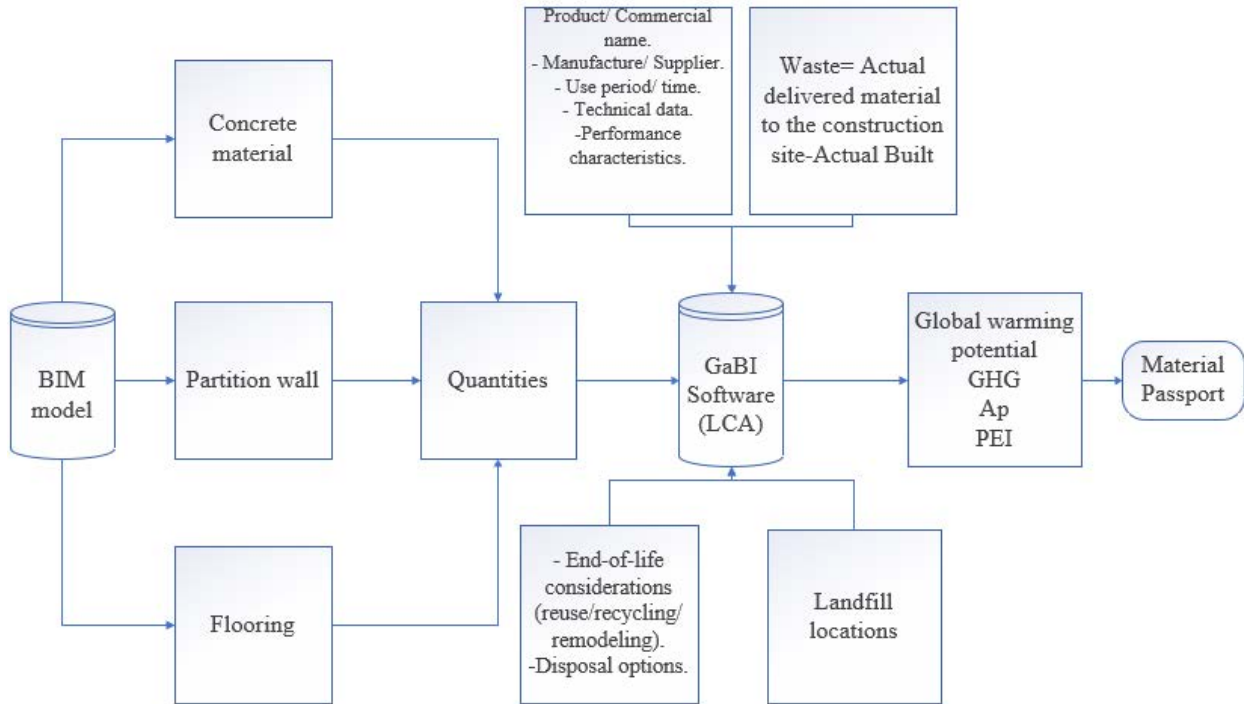 Product/ Commercial
name.
- Manufacture/ Supplier.
- Use period/ time.
- Technical data.
-Performance
characteristics.
Waste= Actual
delivered material
to the construction
site-Actual Built
Concrete
material
BIM
model
Partition wall
Quantities
GaBI
Software
(LCA)
Global warming
potential
GHG
Ap
PEI
Material
Passport
Flooring
- End-of-life
considerations
(reuse/recycling/
remodeling).
-Disposal options.
Landfill
locations